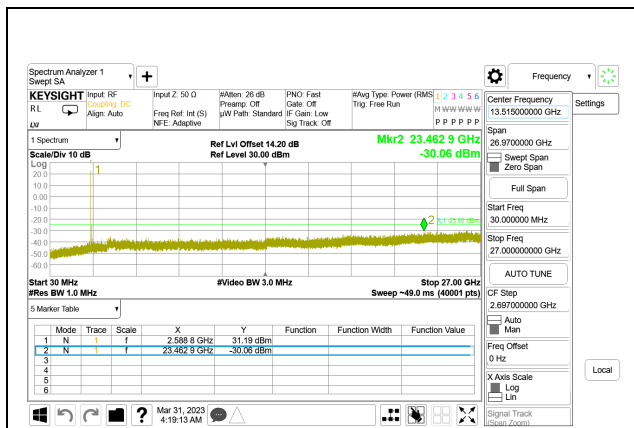 Spectrum Analyzer 1
Swept SA
+
Frequency
KEYSIGHT
Input: RF
Coupling: DC
Align: Auto
Input Z: 50 Ω
Freq Ref: Int (S)
NFE: Adaptive
#Atten: 26 dB
Preamp: Off
µW Path: Standard
PNO: Fast
Gate: Off
IF Gain: Low
Sig Track: Off
#Avg Type: Power (RMS
Trig: Free Run
1 2 3 4 5 6
M W W W W W
P P P P P P
R L
LXI
1 Spectrum
Scale/Div 10 dB
Ref Lvl Offset 14.20 dB
Ref Level 30.00 dBm
Mkr2 23.462 9 GHz
-30.06 dBm
Log
20.0
10.0
0.00
-10.0
-20.0
-30.0
-40.0
-50.0
-60.0
1
2
Start 30 MHz
#Video BW 3.0 MHz
Stop 27.00 GHz
#Res BW 1.0 MHz
Sweep ~49.0 ms (40001 pts)
5 Marker Table
Mode Trace Scale X Y Function Function Width Function Value
1 N 1 f 2.588 8 GHz 31.19 dBm
2 N 1 f 23.462 9 GHz -30.06 dBm
3
4
5
6
Mar 31, 2023
4:19:13 AM
?
Center Frequency
13.515000000 GHz
Settings
Span
26.9700000 GHz
Swept Span
Zero Span
Full Span
Start Freq
30.000000 MHz
Stop Freq
27.00000000 GHz
AUTO TUNE
CF Step
2.697000000 GHz
Auto
Man
Freq Offset
0 Hz
X Axis Scale
Log
Lin
Local
Signal Track
(Span Zoom)